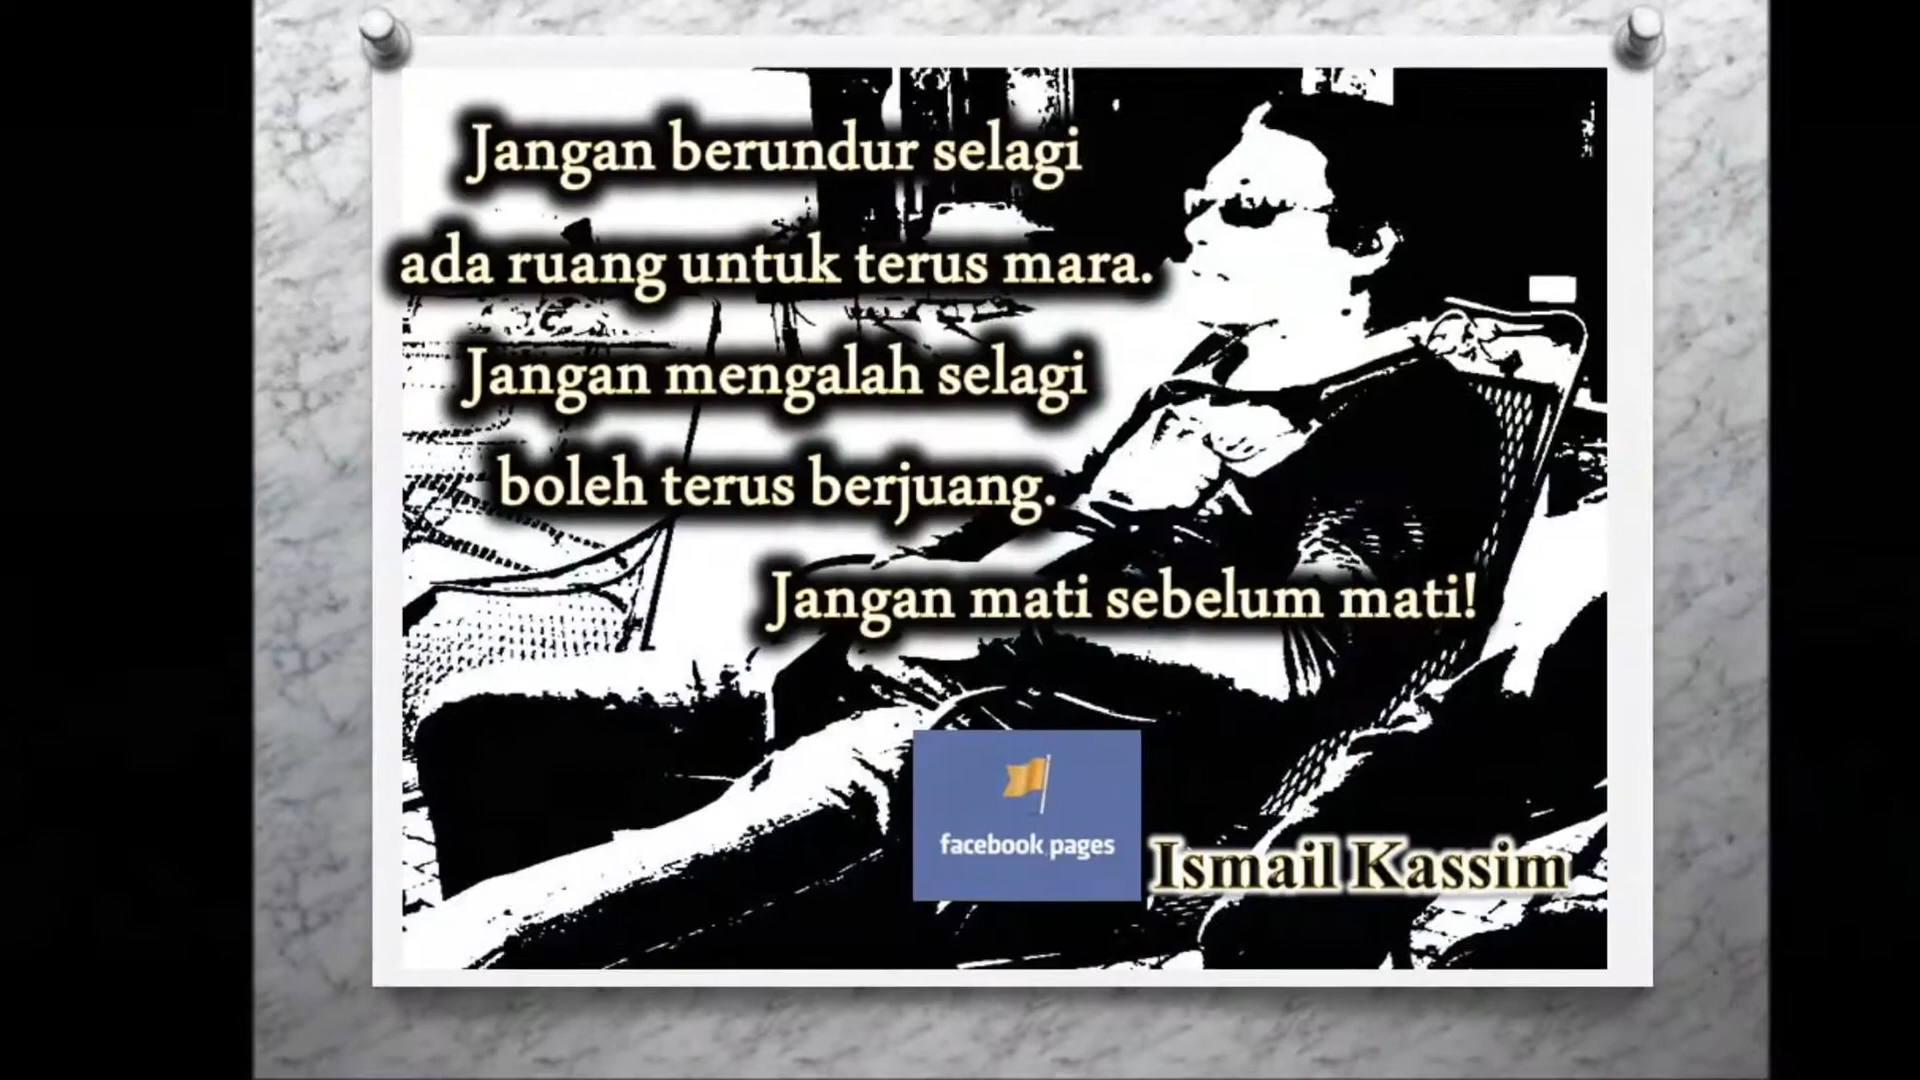 Jangan berundur selagi
ada ruang untuk terus mara.
Jangan mengalah selagi
boleh terus berjuang.
Jangan mati sebelum mati!
facebook pages
Ismail Kassim